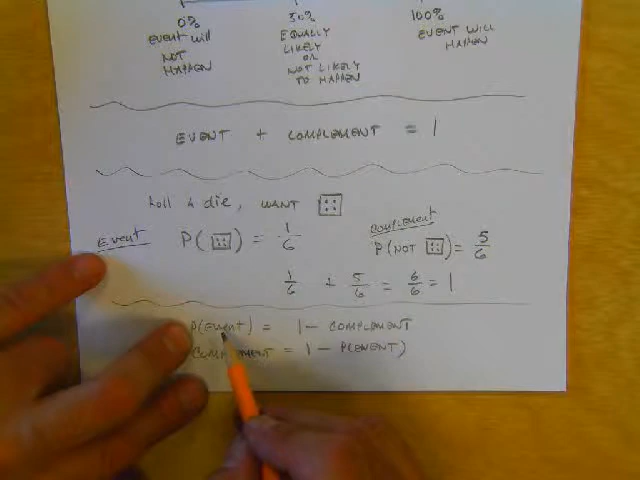 0% 50% 100%
EVENT WILL NOT HAPPEN
EQUALLY LIKELY OR NOT LIKELY TO HAPPEN
EVENT WILL HAPPEN
EVENT + COMPLEMENT = 1
Roll a die, WANT
Event P( ) = 1/6
COMPLEMENT
P(NOT ) = 5/6
1/6 + 5/6 = 6/6 = 1
P(Event) = 1 - COMPLEMENT
COMPLEMENT = 1 - P(EVENT)